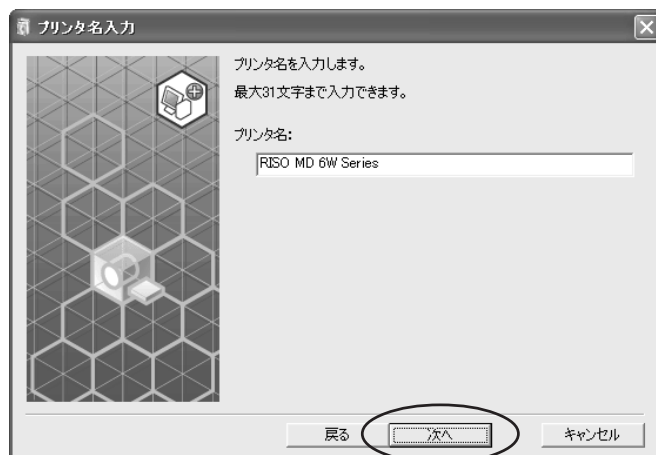 プリンタ名入力
プリンタ名を入力します。
最大31文字まで入力できます。
プリンタ名:
RISO MD 6W Series
戻る
次へ
キャンセル